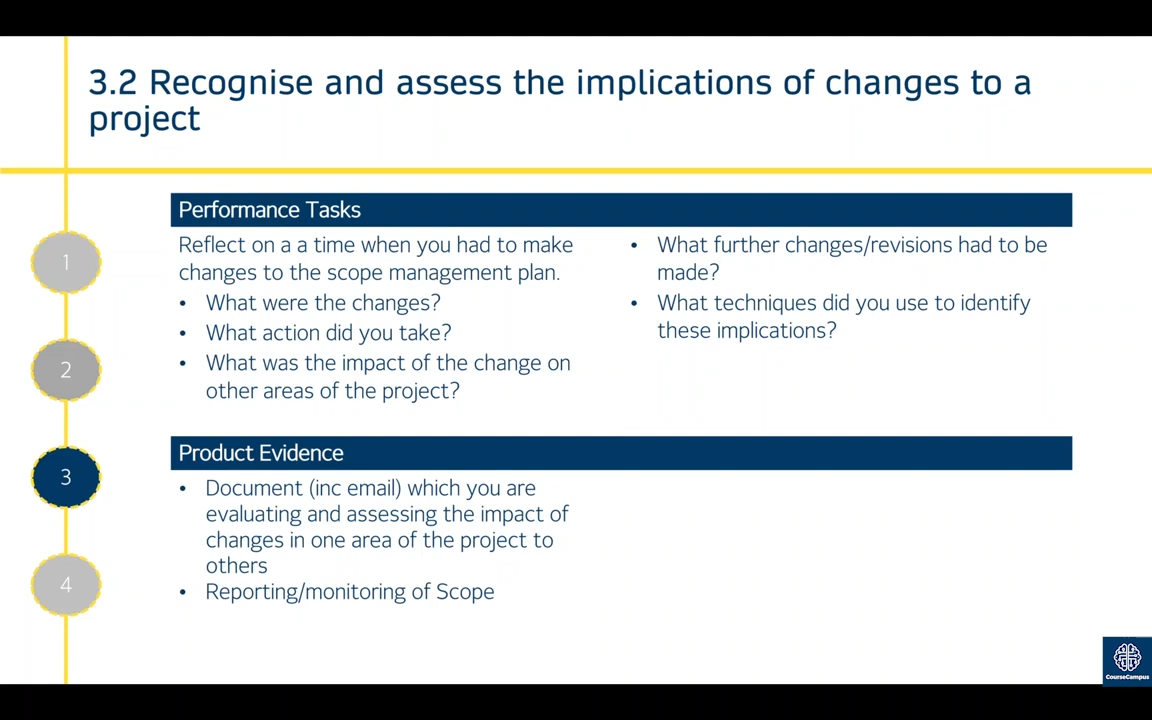 3.2 Recognise and assess the implications of changes to a
project
Performance Tasks
Reflect on a a time when you had to make
changes to the scope management plan.
• What were the changes?
• What action did you take?
• What was the impact of the change on
other areas of the project?
• What further changes/revisions had to be
made?
• What techniques did you use to identify
these implications?
Product Evidence
• Document (inc email) which you are
evaluating and assessing the impact of
changes in one area of the project to
others
• Reporting/monitoring of Scope
1
2
3
4
CourseCampus